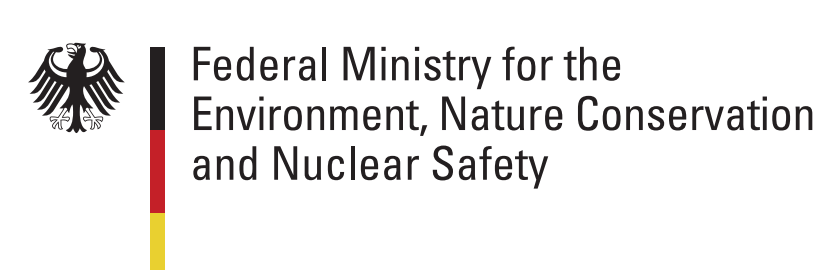 Federal Ministry for the
Environment, Nature Conservation
and Nuclear Safety